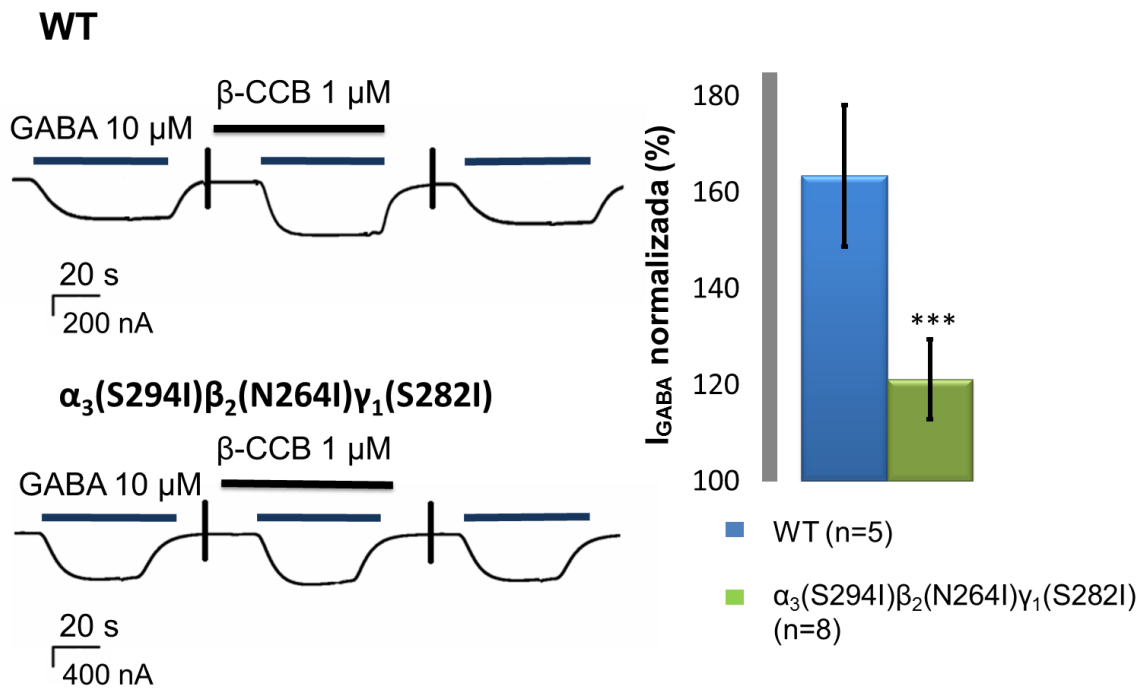 WT
β-CCB 1 µM
GABA 10 µM
20 s
200 nA
α₃(S294I)β₂(N264I)γ₁(S282I)
β-CCB 1 µM
GABA 10 µM
20 s
400 nA
I_GABA normalizada (%)
180
160
140
120
100
***
WT (n=5)
α₃(S294I)β₂(N264I)γ₁(S282I)
(n=8)